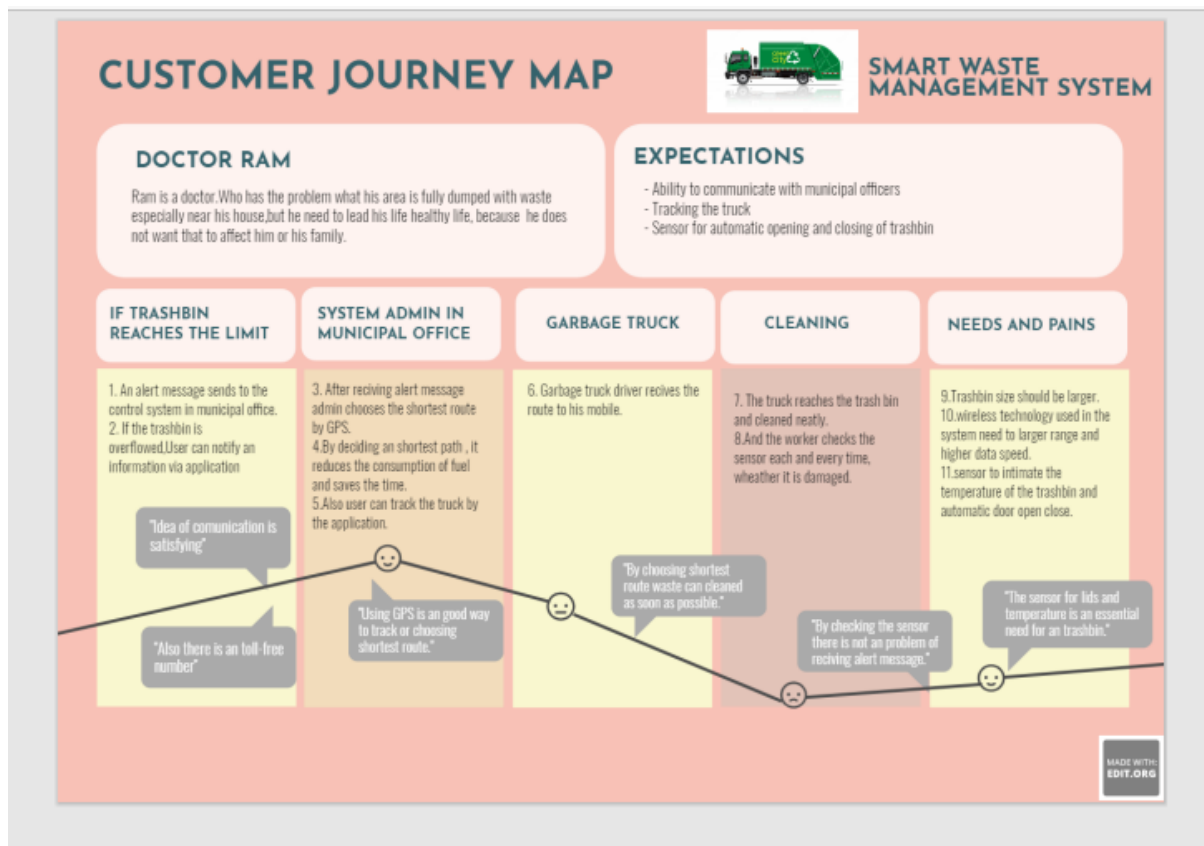 CUSTOMER JOURNEY MAP
SMART WASTE
MANAGEMENT SYSTEM
DOCTOR RAM
Ram is a doctor.Who has the problem what his area is fully dumped with waste
especially near his house,but he need to lead his life healthy life, because he does
not want that to affect him or his family.
EXPECTATIONS
- Ability to communicate with municipal officers
- Tracking the truck
- Sensor for automatic opening and closing of trashbin
IF TRASHBIN
REACHES THE LIMIT
1. An alert message sends to the
control system in municipal office.
2. If the trashbin is
overflowed,User can notify an
information via application
"Idea of comunication is
satisfying"
"Also there is an toll-free
number"
SYSTEM ADMIN IN
MUNICIPAL OFFICE
3. After reciving alert message
admin chooses the shortest route
by GPS.
4.By deciding an shortest path , it
reduces the consumption of fuel
and saves the time.
5.Also user can track the truck by
the application.
"Using GPS is an good way
to track or choosing
shortest route."
GARBAGE TRUCK
6. Garbage truck driver recives the
route to his mobile.
"By choosing shortest
route waste can cleaned
as soon as possible."
CLEANING
7. The truck reaches the trash bin
and cleaned neatly.
8.And the worker checks the
sensor each and every time,
wheather it is damaged.
"By checking the sensor
there is not an problem of
reciving alert message."
NEEDS AND PAINS
9.Trashbin size should be larger.
10.wireless technology used in the
system need to larger range and
higher data speed.
11.sensor to intimate the
temperature of the trashbin and
automatic door open close.
"The sensor for lids and
temperature is an essential
need for an trashbin."
MADE WITH:
EDIT.ORG